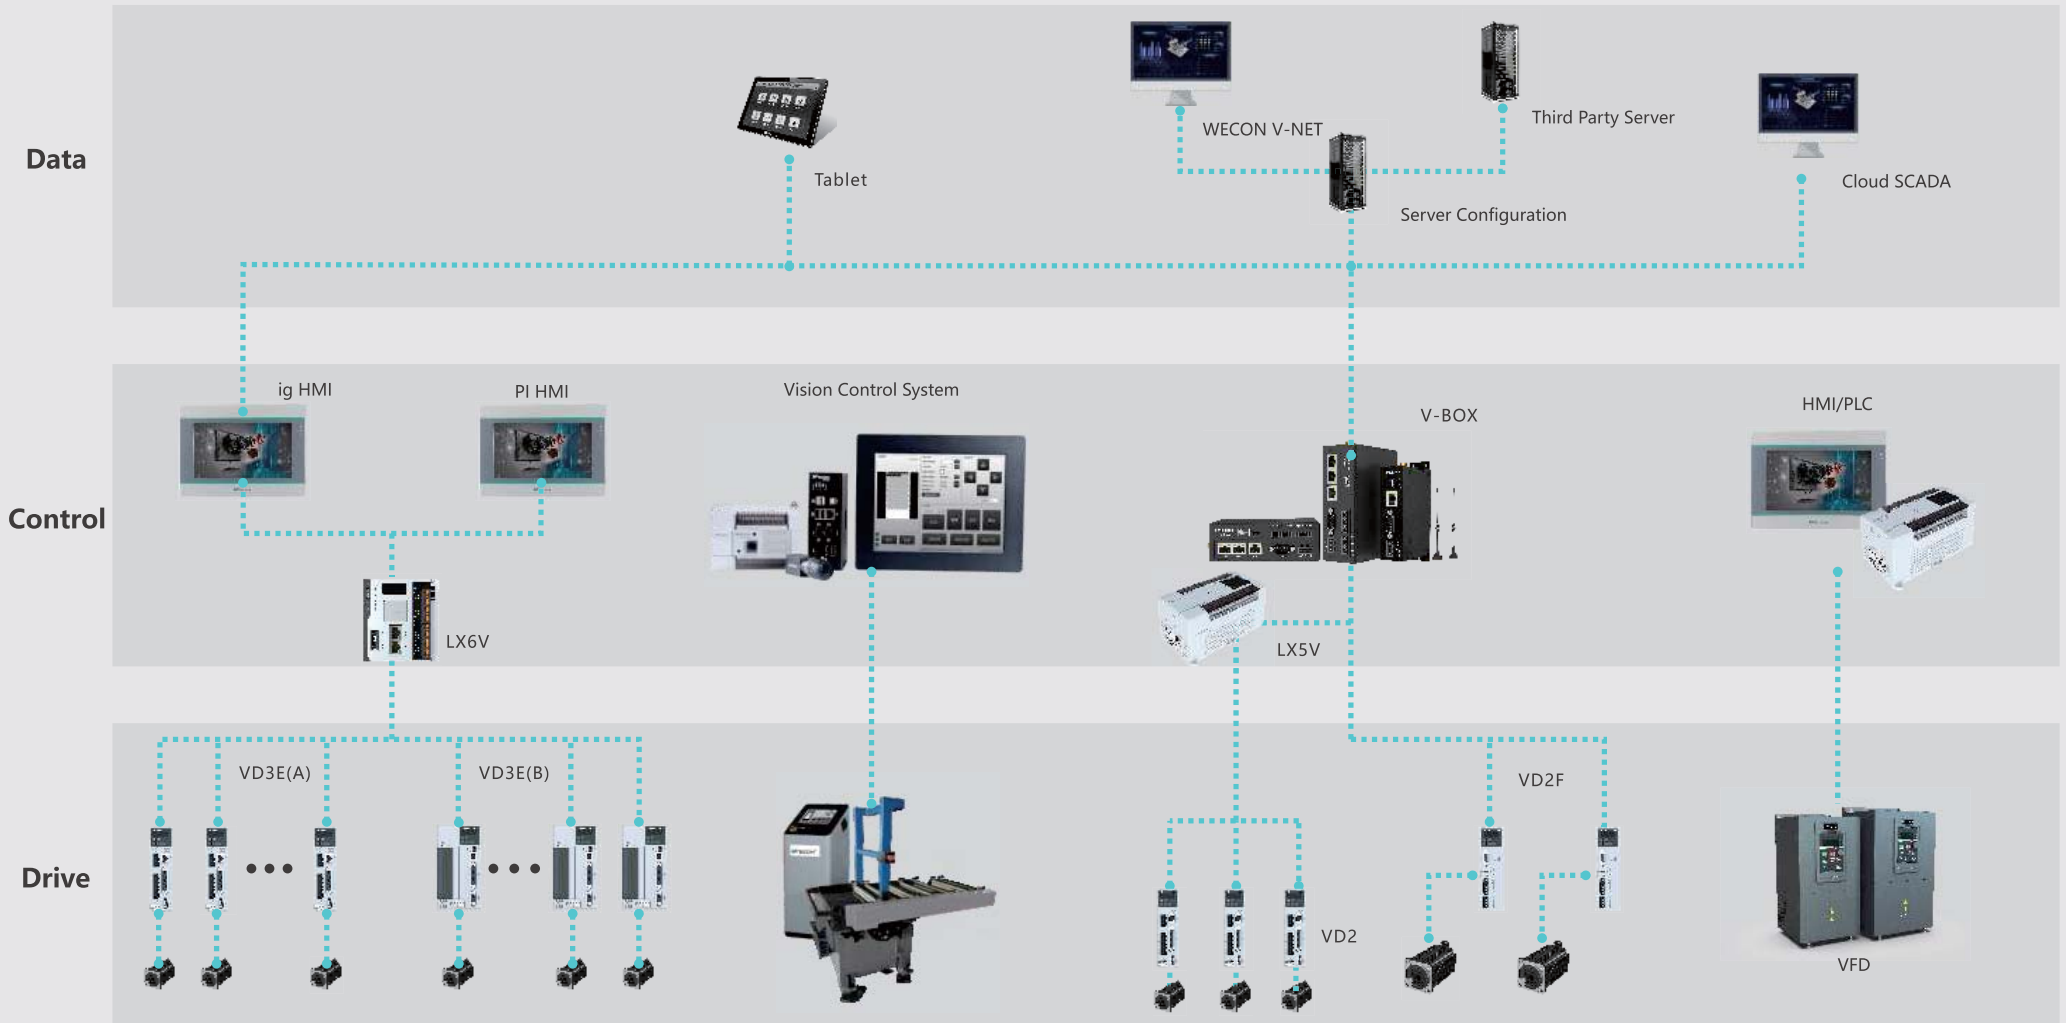 Data
Tablet
WECON V-NET
Third Party Server
Server Configuration
Cloud SCADA
Control
ig HMI
PI HMI
Vision Control System
V-BOX
HMI/PLC
LX6V
LX5V
Drive
VD3E(A)
VD3E(B)
VD2F
VD2
VFD